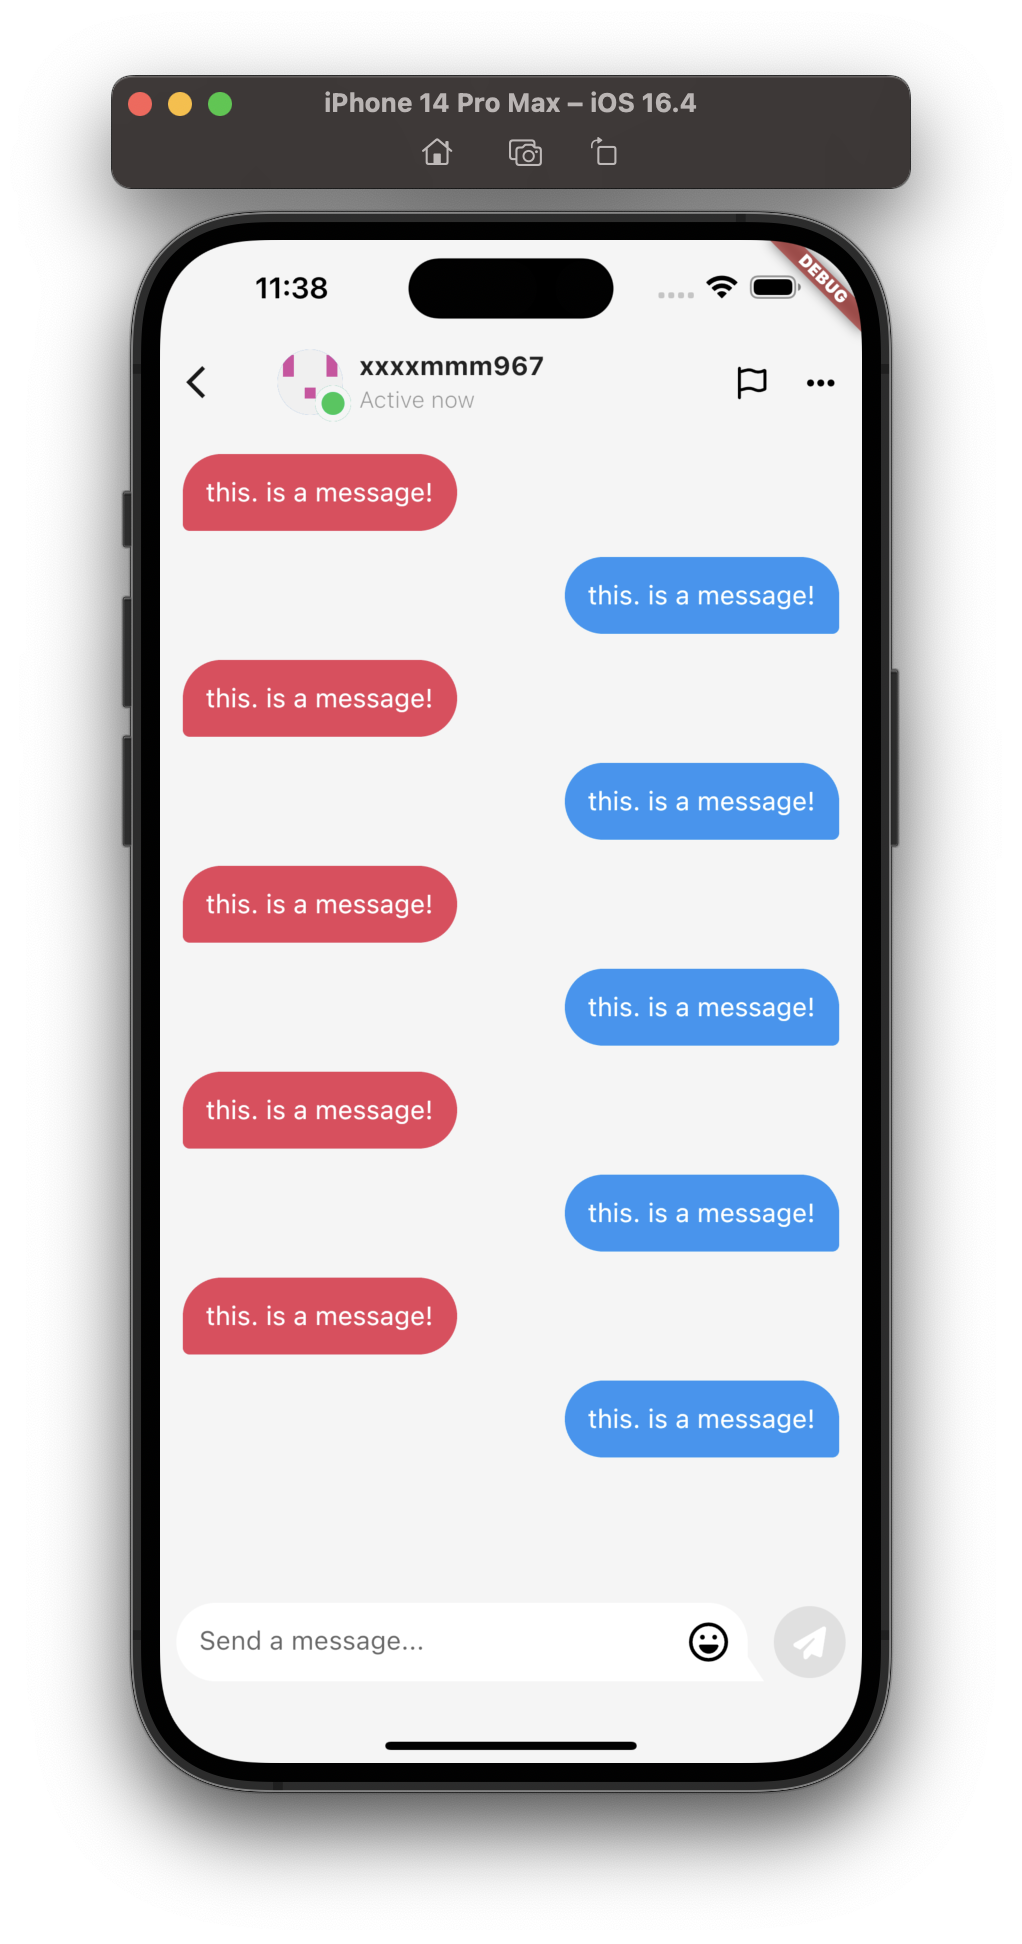 iPhone 14 Pro Max – iOS 16.4
11:38
DEBUG
xxxxmmm967
Active now
this. is a message!
this. is a message!
this. is a message!
this. is a message!
this. is a message!
this. is a message!
this. is a message!
this. is a message!
this. is a message!
this. is a message!
Send a message...